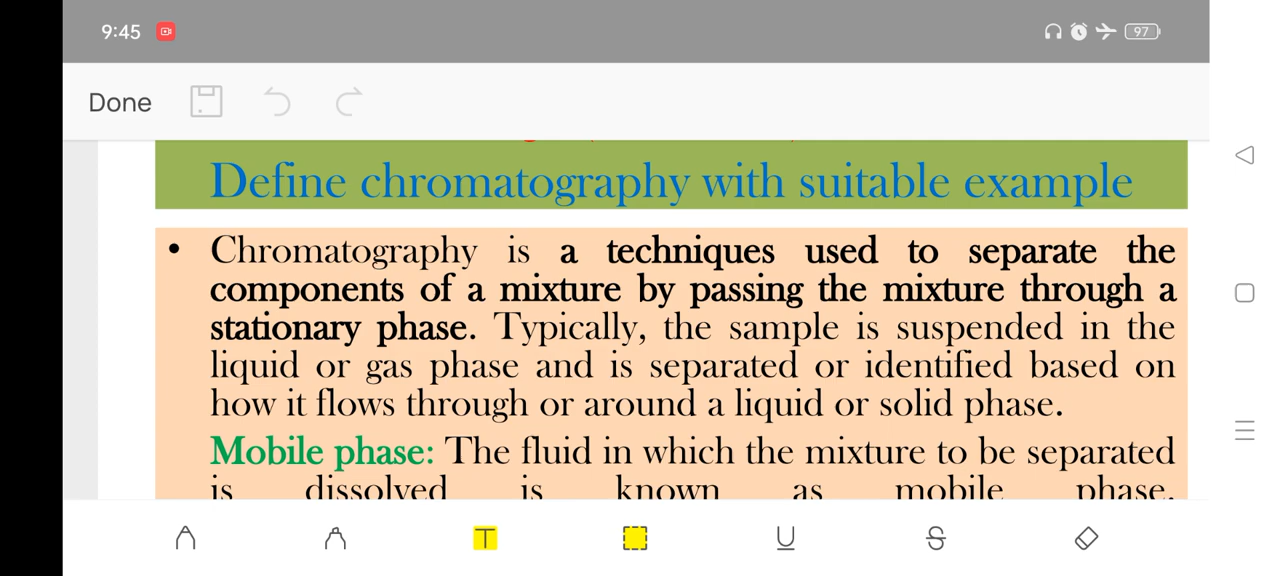 9:45
97
Done
Define chromatography with suitable example
• Chromatography is a techniques used to separate the
components of a mixture by passing the mixture through a
stationary phase. Typically, the sample is suspended in the
liquid or gas phase and is separated or identified based on
how it flows through or around a liquid or solid phase.
Mobile phase: The fluid in which the mixture to be separated
is dissolved is known as mobile phase.